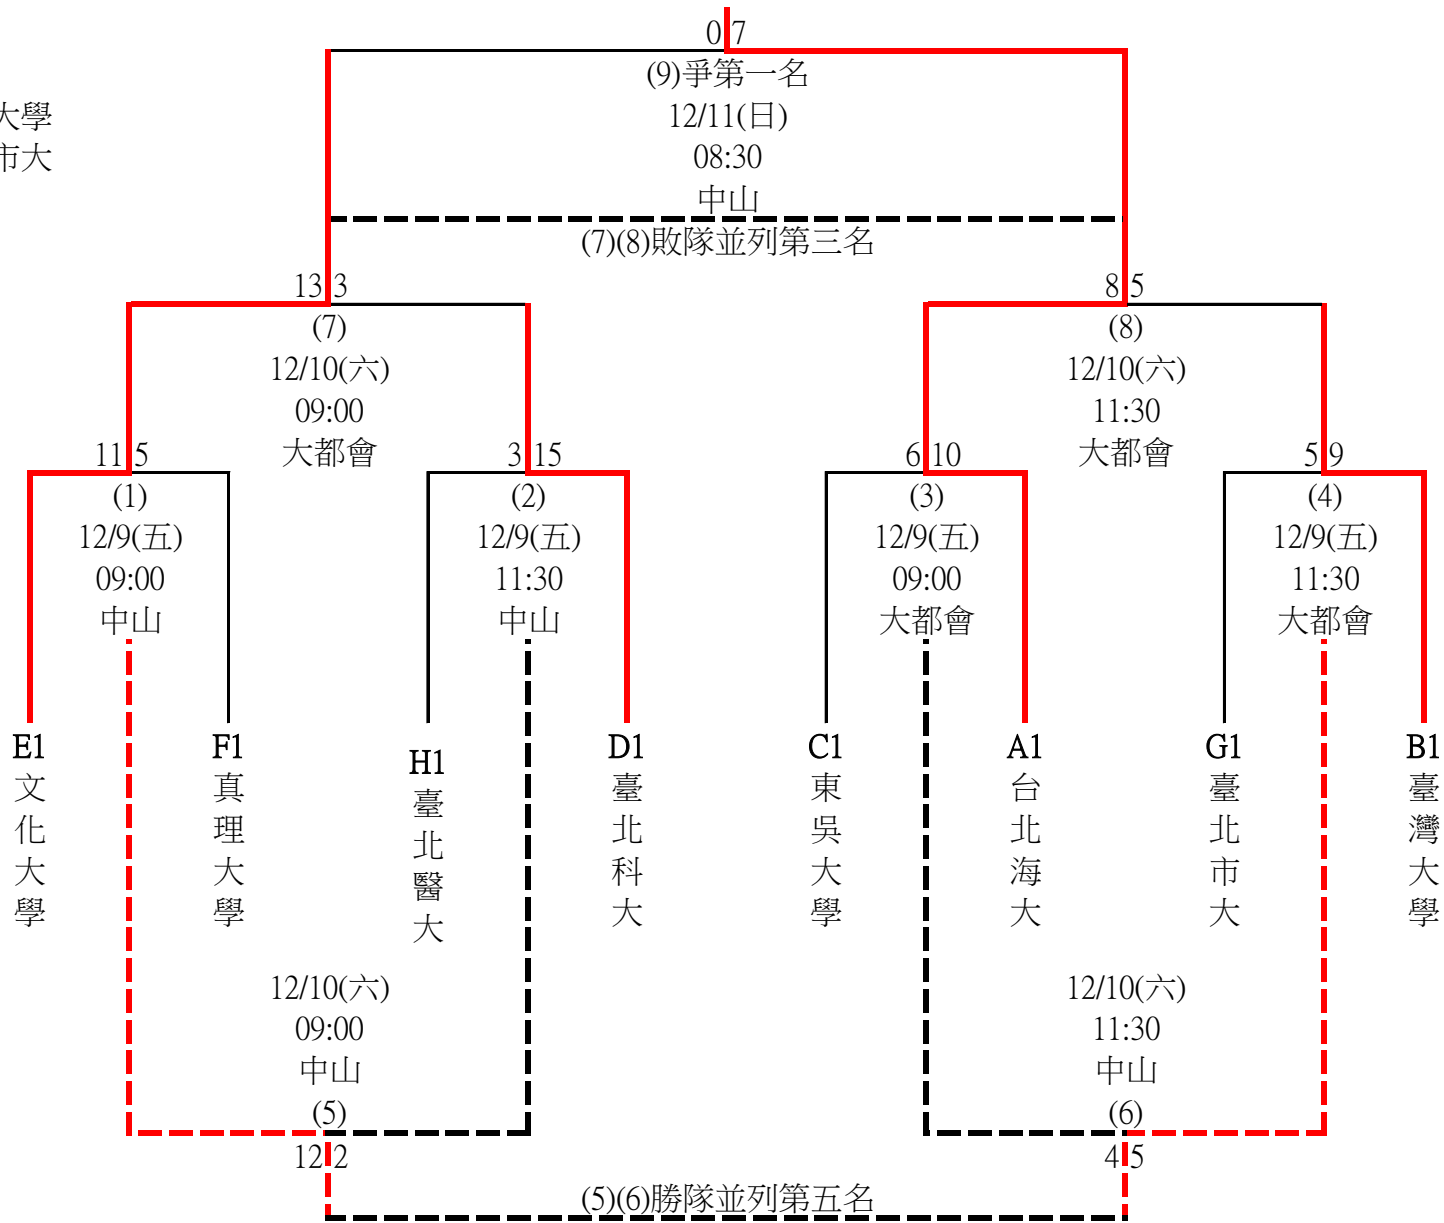 0 7
(9)爭第一名
大學
12/11(日)
市大
08:30
中山
(7)(8)敗隊並列第三名
13 3
8 5
(7)
(8)
12/10(六)
12/10(六)
09:00
11:30
大都會
大都會
11 5
3 15
6 10
5 9
(1)
(2)
(3)
(4)
12/9(五)
12/9(五)
12/9(五)
12/9(五)
09:00
11:30
09:00
11:30
中山
中山
大都會
大都會
E1
文化大學
F1
真理大學
H1
臺北醫大
D1
臺北科大
C1
東吳大學
A1
台北海大
G1
臺北市大
B1
臺灣大學
12/10(六)
12/10(六)
09:00
11:30
中山
中山
(5)
(6)
12 2
4 5
(5)(6)勝隊並列第五名